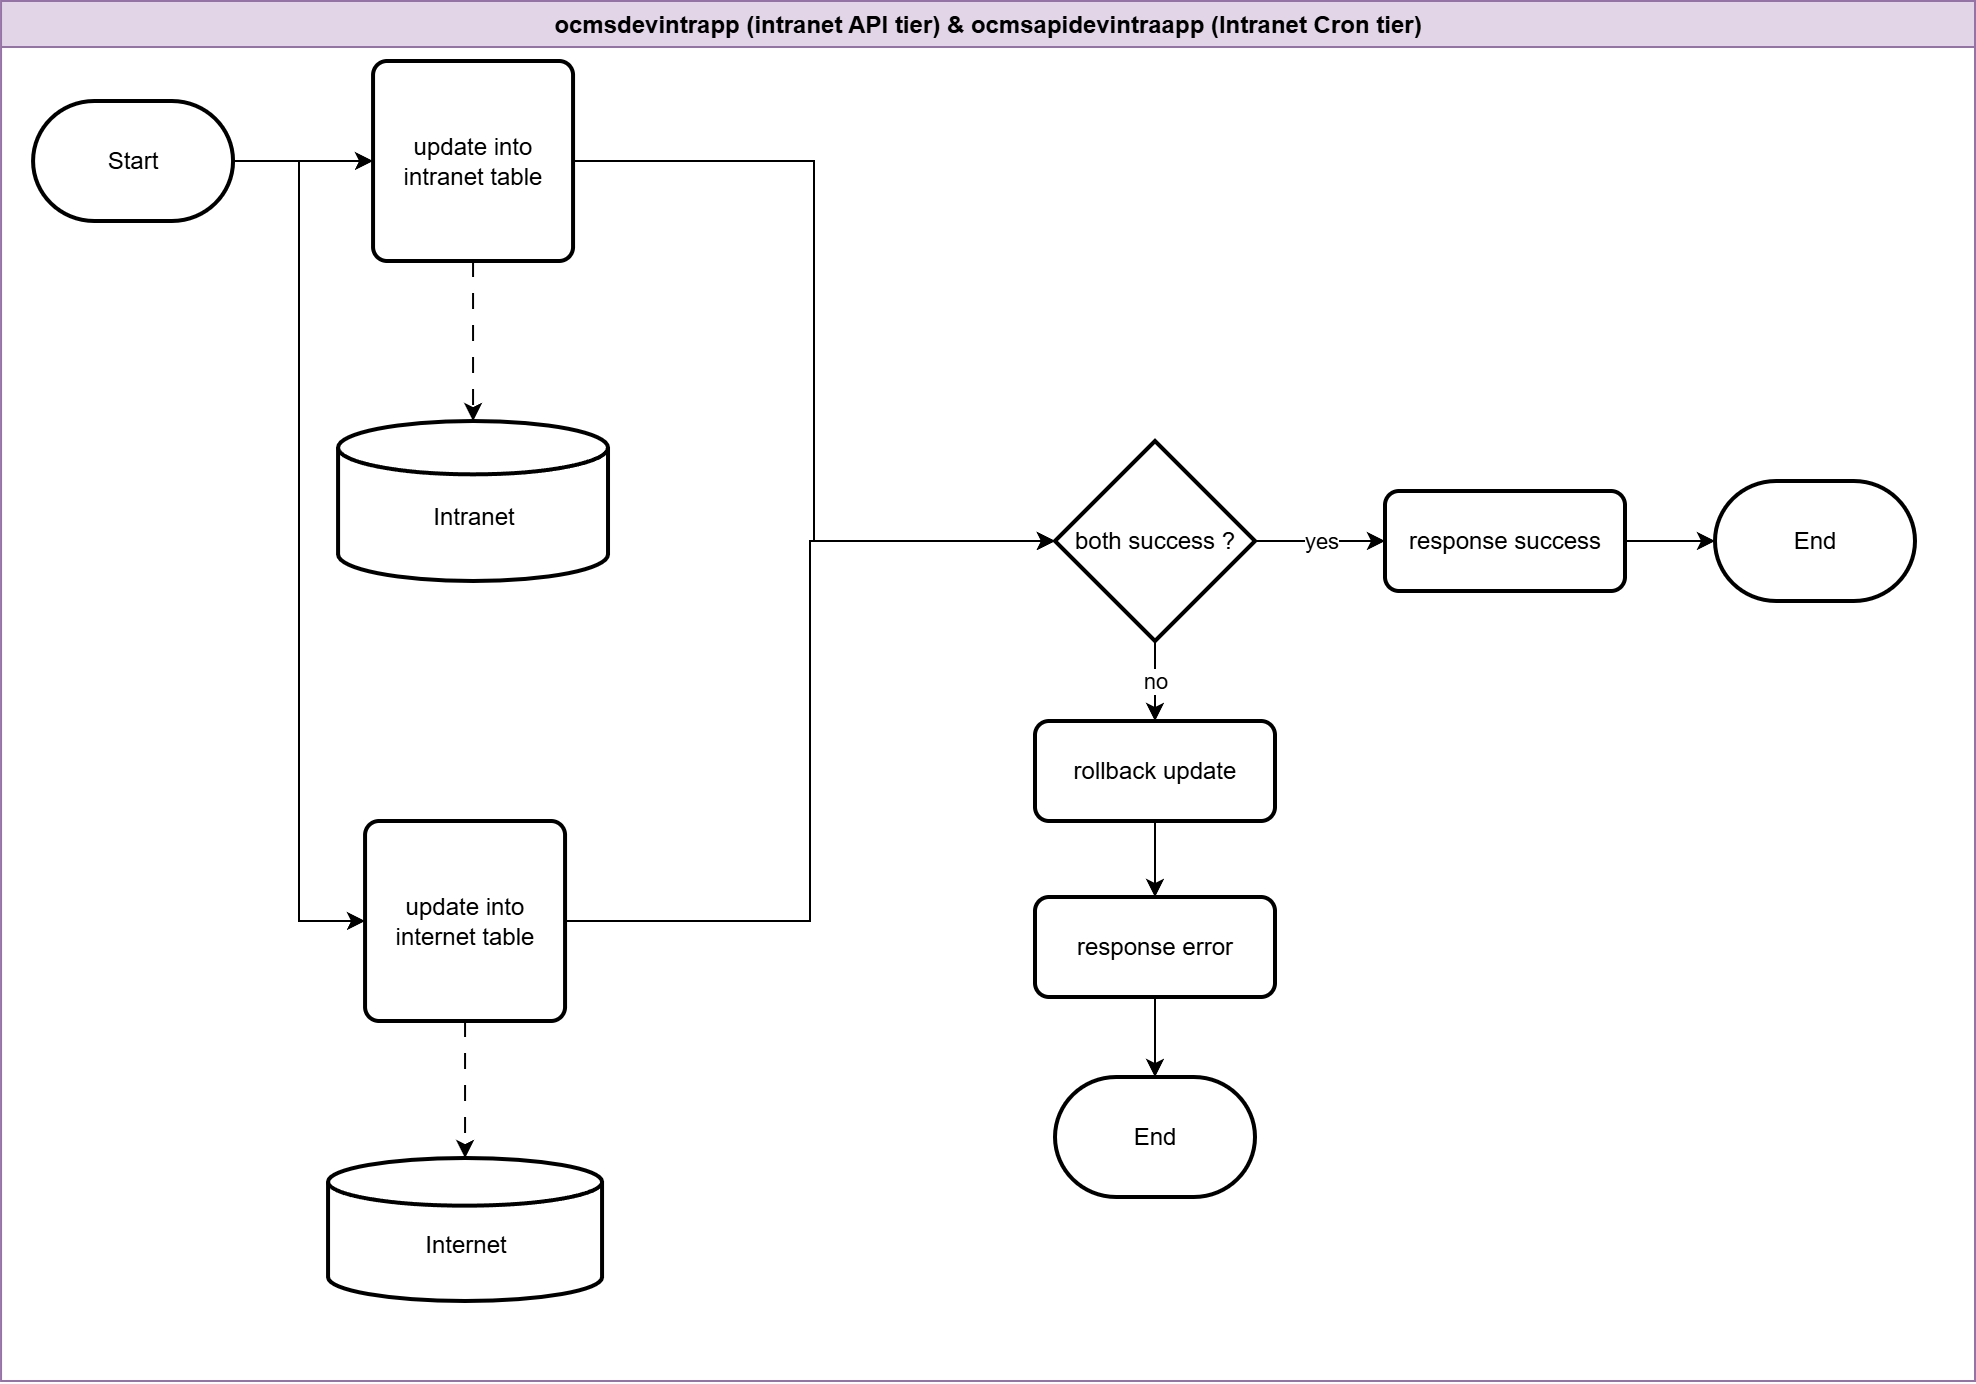 ocmsdevintrapp (intranet API tier) & ocmsapidevintraapp (Intranet Cron tier)
Start
update into
intranet table
Intranet
update into
internet table
Internet
both success ?
yes
response success
End
no
rollback update
response error
End